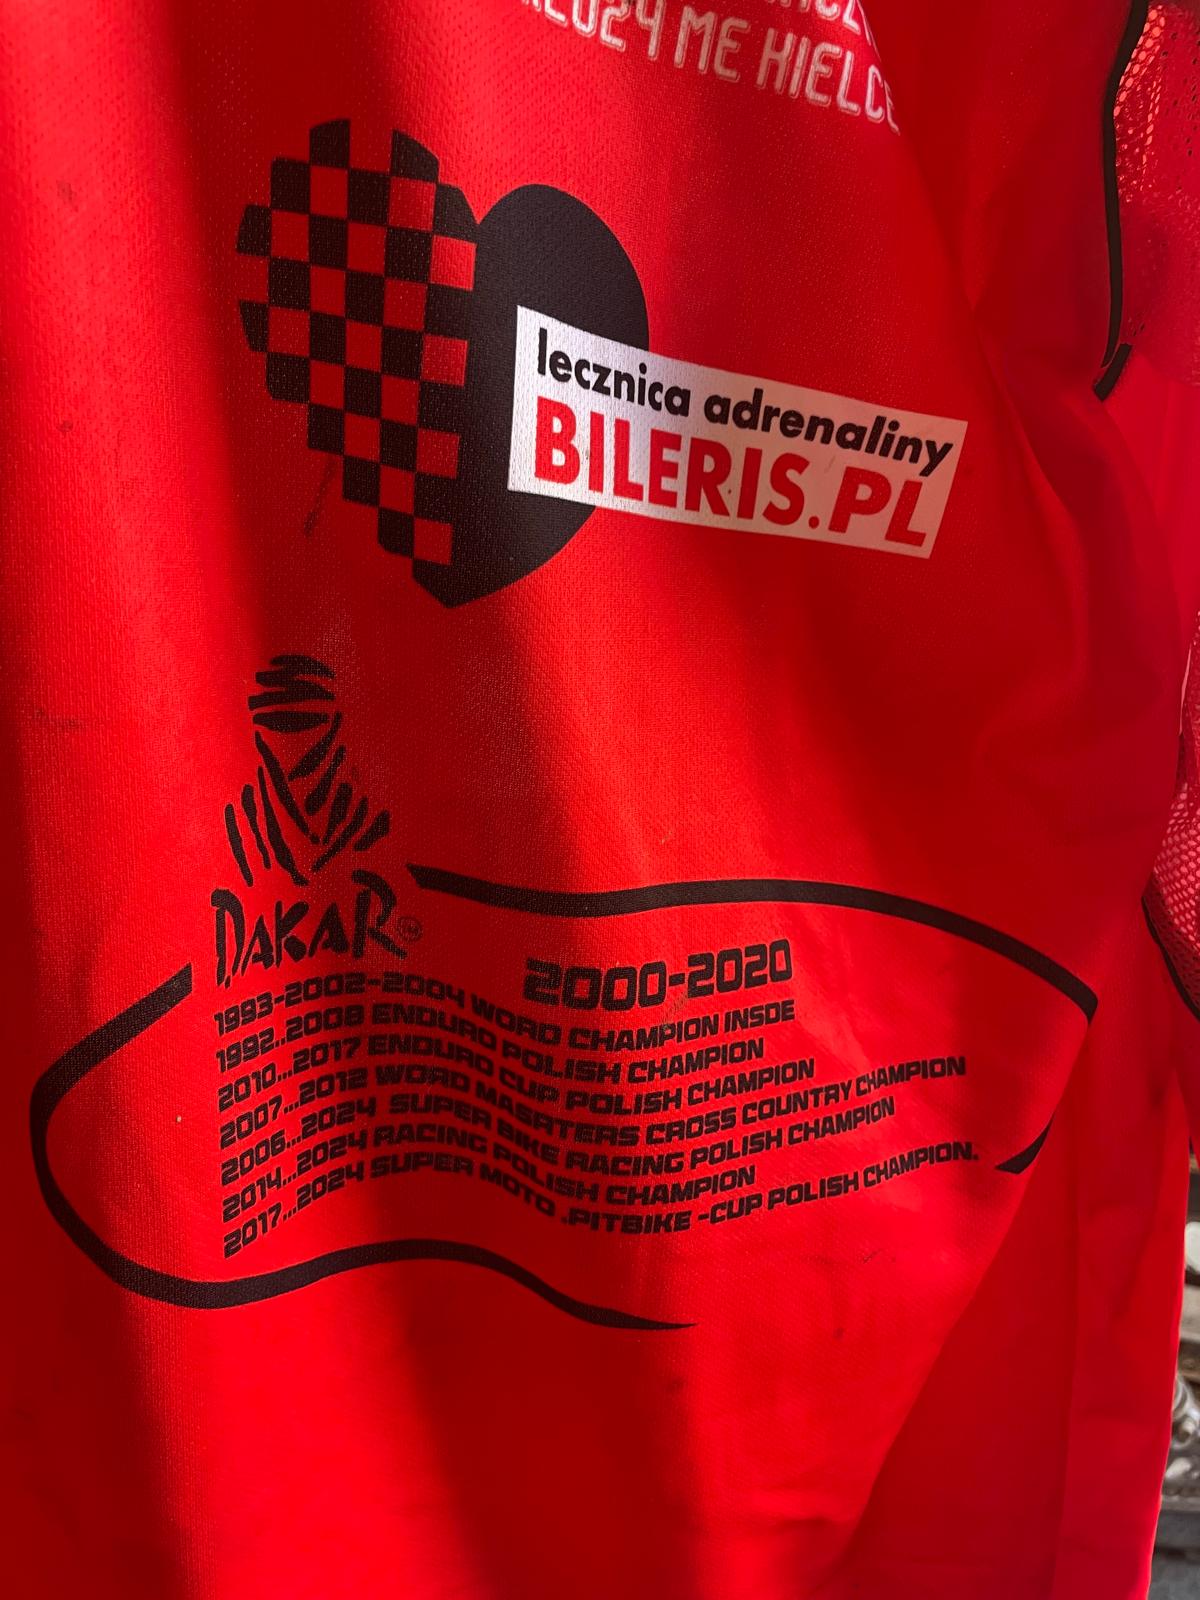 2024 ME KIELCE
lecznica adrenaliny
BILERIS.PL
DAKAR®
2000-2020
1993-2002-2004 WORD CHAMPION INSDE
1992..2008 ENDURO POLISH CHAMPION
2010...2017 ENDURO CUP POLISH CHAMPION
2007...2012 WORD MASRTERS CROSS COUNTRY CHAMPION
2006...2024 SUPER BIKE RACING POLISH CHAMPION
2014...2024 RACING POLISH CHAMPION
2017...2024 SUPER MOTO .PITBIKE -CUP POLISH CHAMPION.